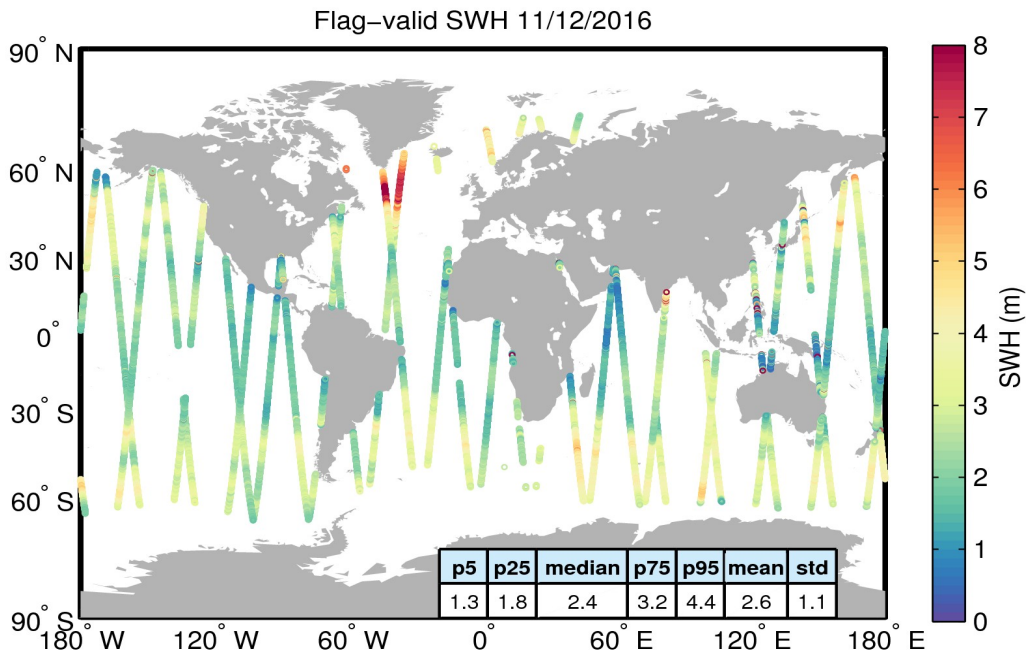 Flag−valid SWH 11/12/2016
90° N
60° N
30° N
0°
30° S
60° S
90° S
180° W
120° W
60° W
0°
60° E
120° E
180° E
p5 p25 median p75 p95 mean std
1.3 1.8 2.4 3.2 4.4 2.6 1.1
8
7
6
5
4
3
2
1
0
SWH (m)